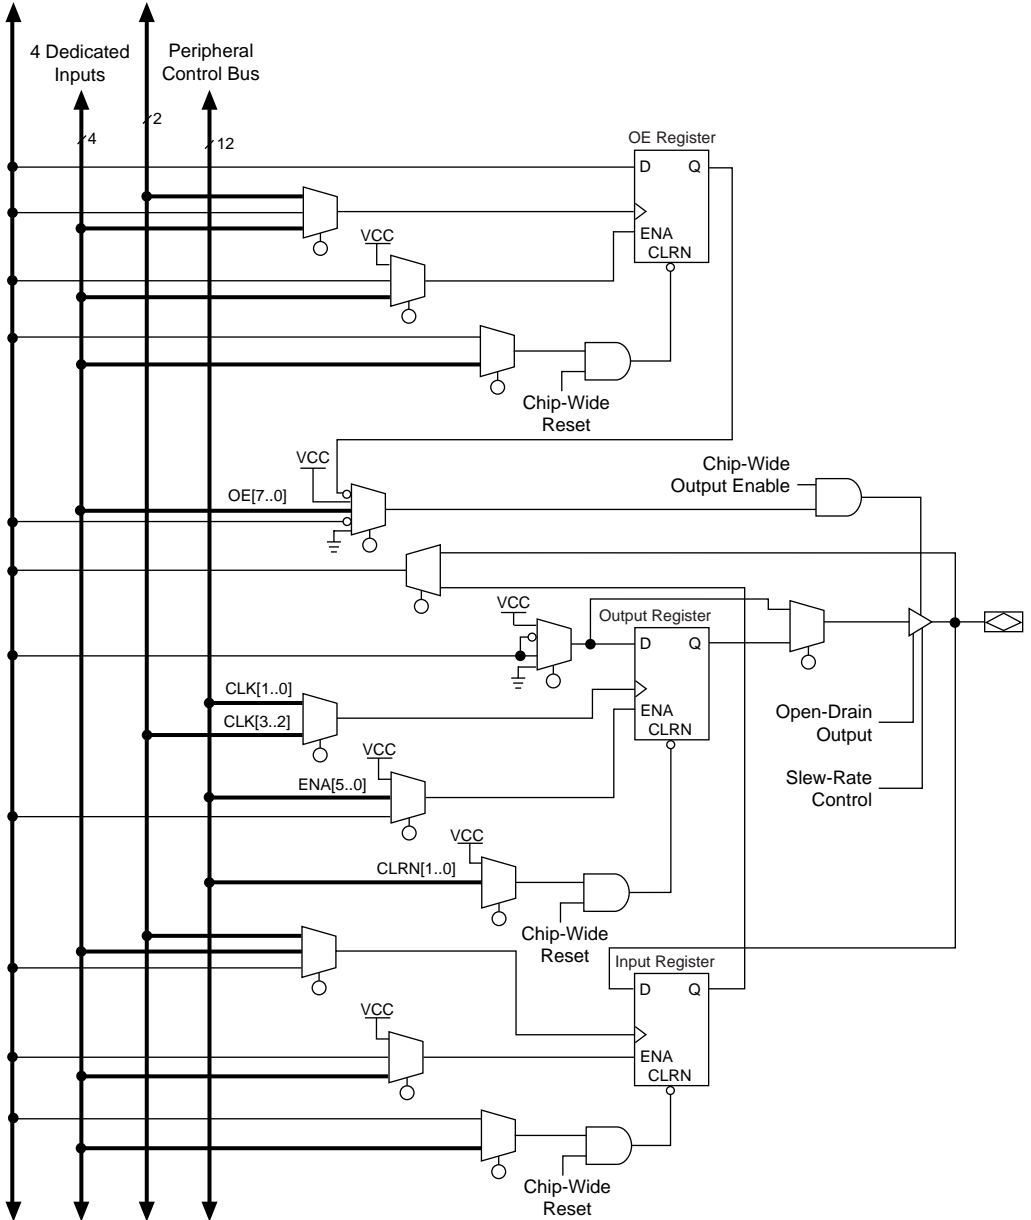 4 Dedicated
Inputs
Peripheral
Control Bus
2
4
12
OE Register
D Q
ENA
CLRN
VCC
Chip-Wide
Reset
VCC
OE[7..0]
Chip-Wide
Output Enable
VCC
Output Register
D Q
ENA
CLRN
CLK[1..0]
CLK[3..2]
Open-Drain
Output
VCC
ENA[5..0]
Slew-Rate
Control
VCC
CLRN[1..0]
Chip-Wide
Reset
Input Register
D Q
ENA
CLRN
VCC
Chip-Wide
Reset